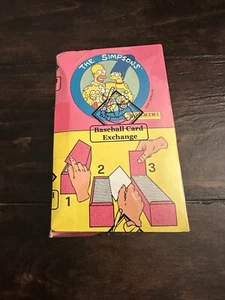 THE SIMPSONS
Baseball Card
Exchange
1
2
3